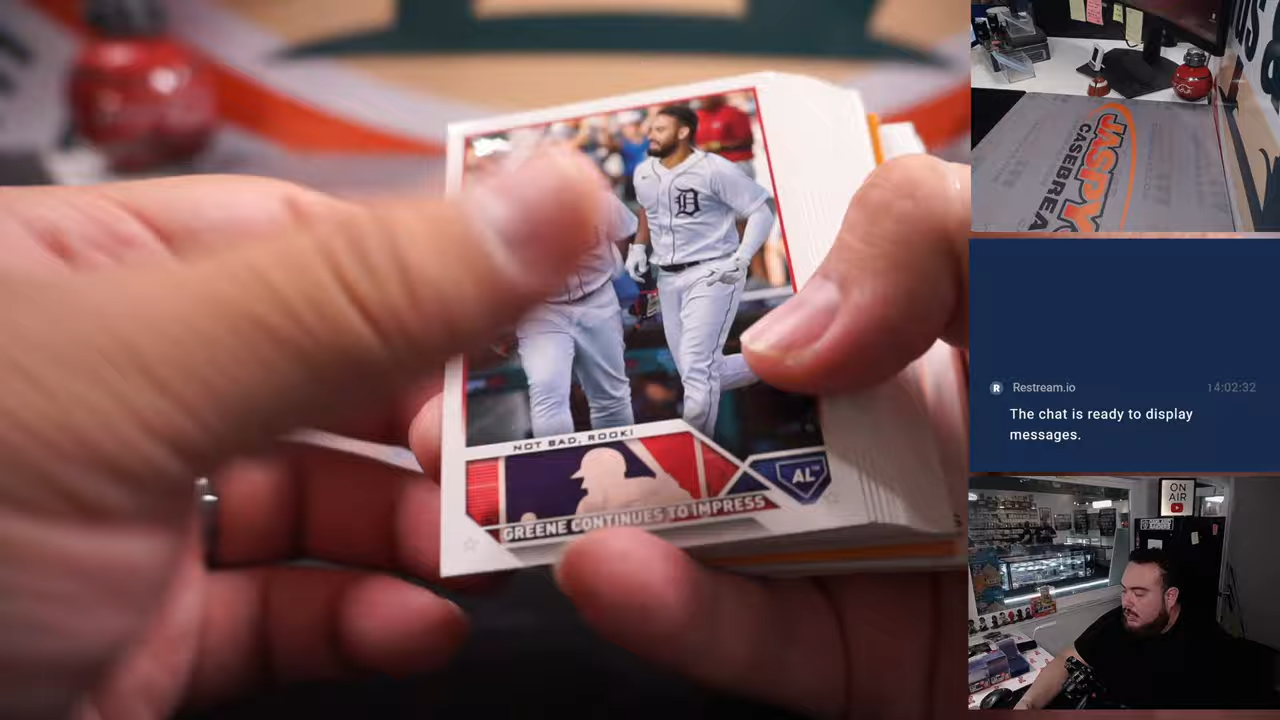 D
NOT BAD, ROOK!
AL
GREENE CONTINUES TO IMPRESS
JASPY
CASEBREA
R Restream.io 14:02:32
The chat is ready to display
messages.
ON
AIR